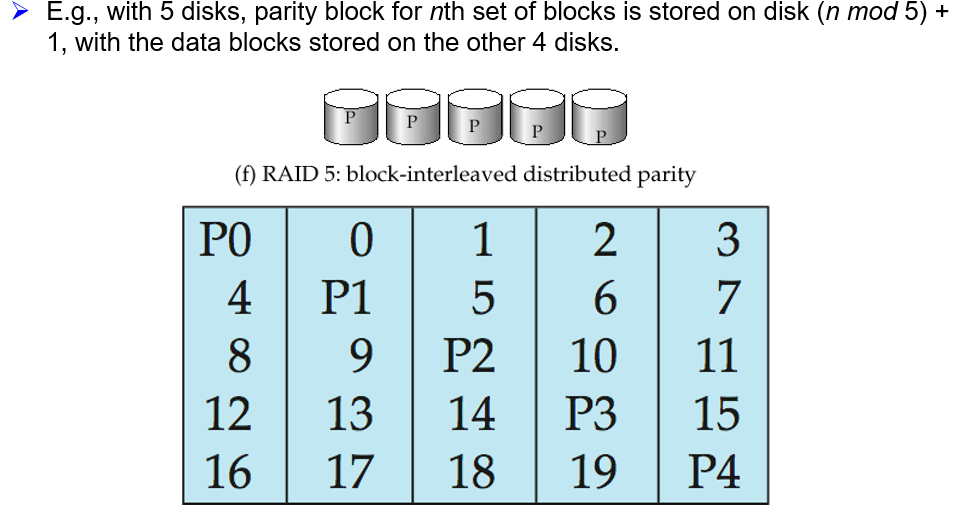 ➤ E.g., with 5 disks, parity block for nth set of blocks is stored on disk (n mod 5) +
1, with the data blocks stored on the other 4 disks.
P P P P P
(f) RAID 5: block-interleaved distributed parity
P0 0 1 2 3
4 P1 5 6 7
8 9 P2 10 11
12 13 14 P3 15
16 17 18 19 P4